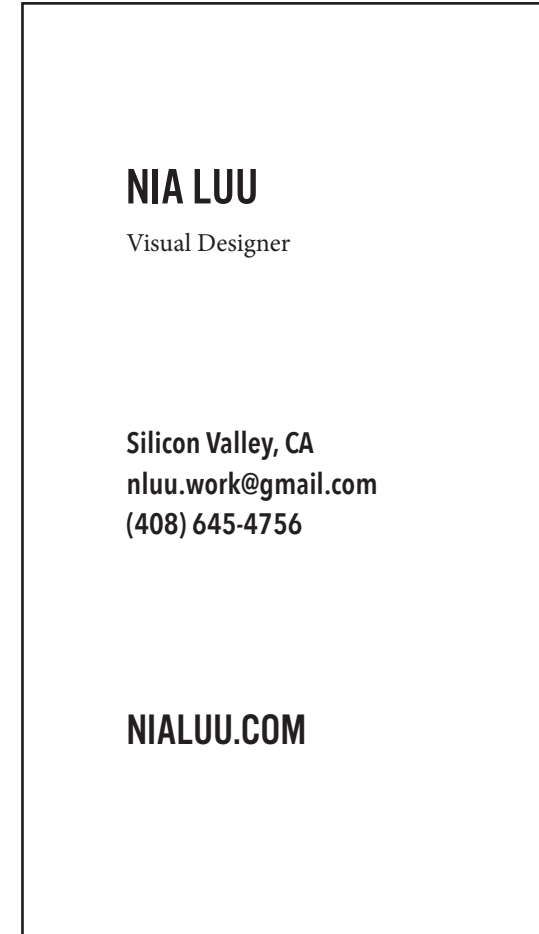 NIA LUU
Visual Designer
Silicon Valley, CA
nluu.work@gmail.com
(408) 645-4756
NIALUU.COM